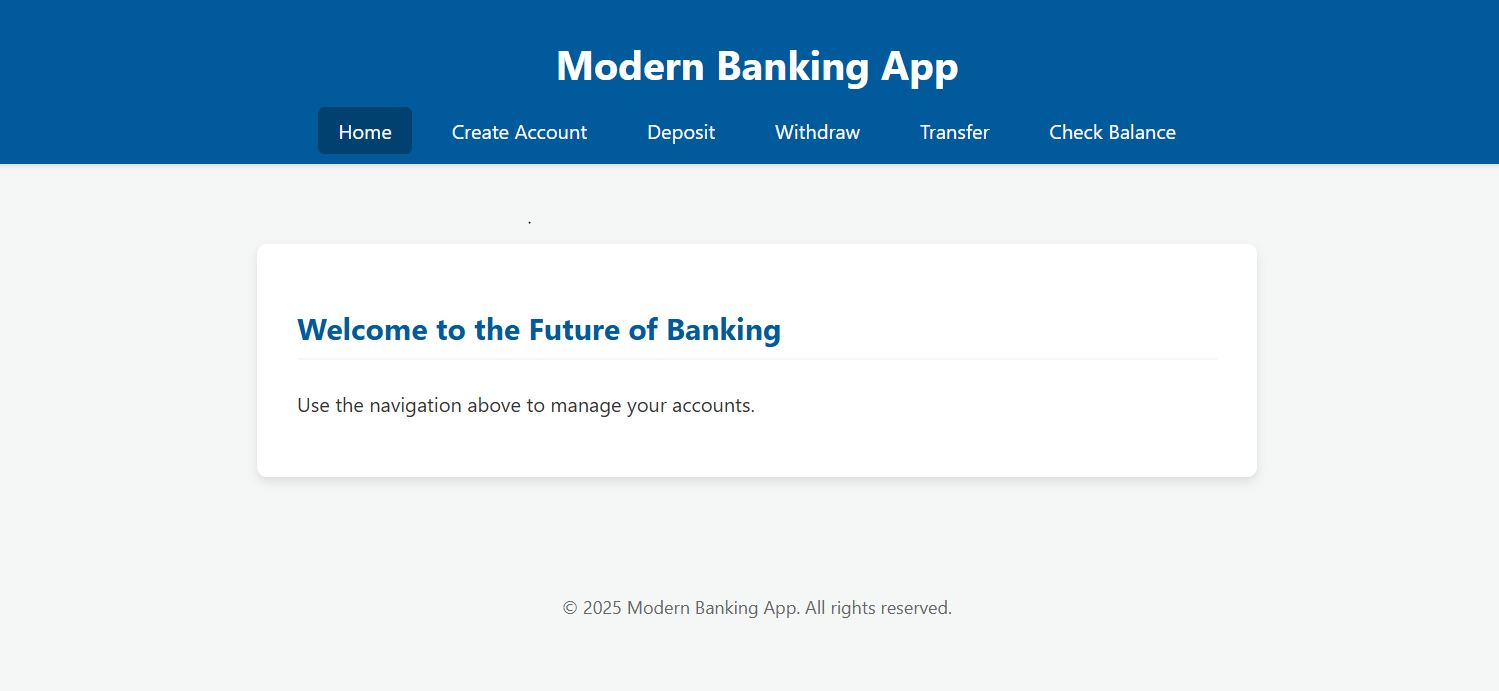 Modern Banking App
Home Create Account Deposit Withdraw Transfer Check Balance
.
Welcome to the Future of Banking
Use the navigation above to manage your accounts.
© 2025 Modern Banking App. All rights reserved.